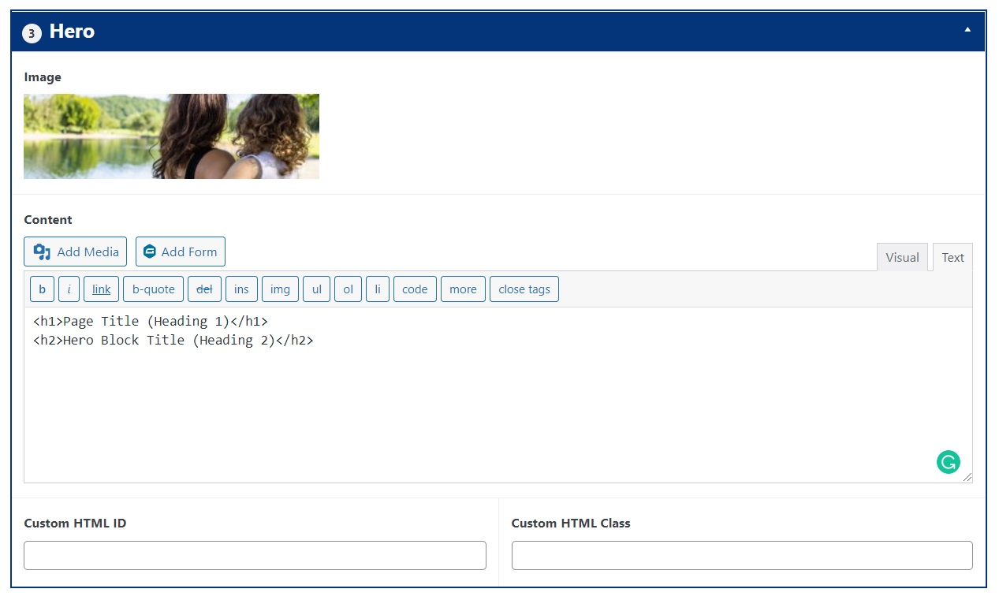 3 Hero
Image
Content
Add Media Add Form
Visual Text
b i link b-quote del ins img ul ol li code more close tags
<h1>Page Title (Heading 1)</h1>
<h2>Hero Block Title (Heading 2)</h2>
Custom HTML ID Custom HTML Class